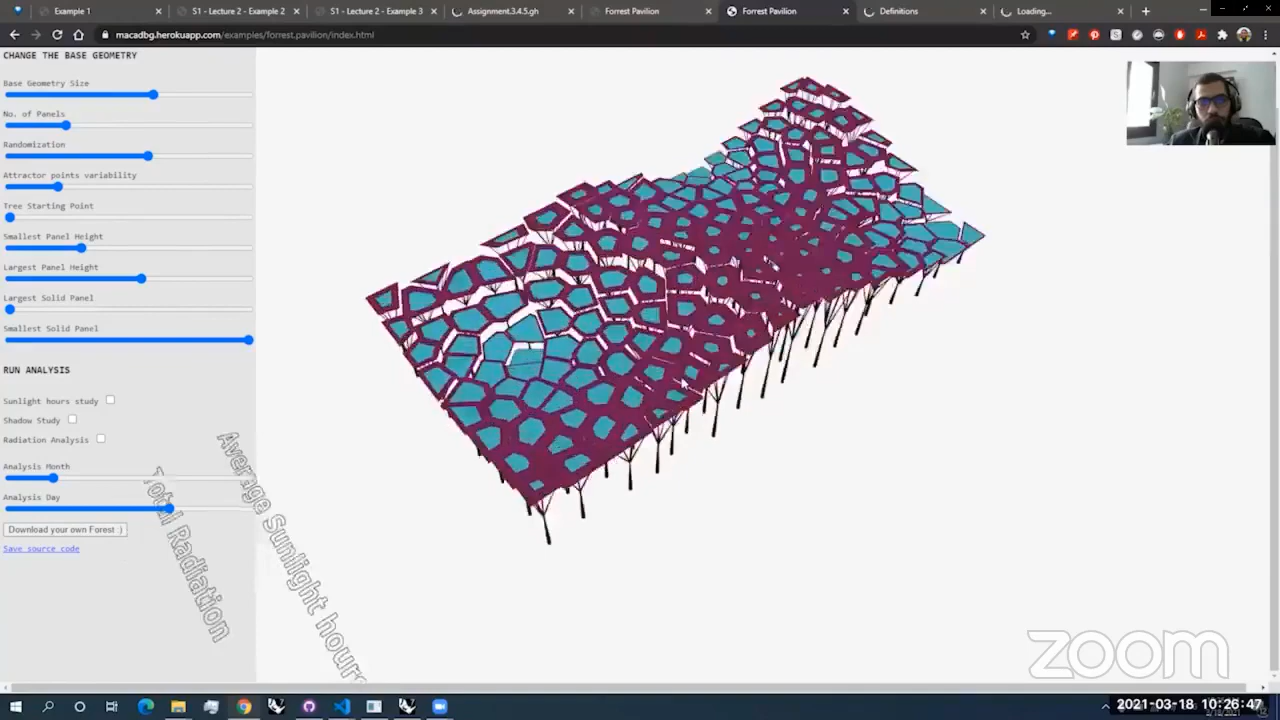 Example 1
S1 - Lecture 2 - Example 2
S1 - Lecture 2 - Example 3
Assignment.3.4.5.gh
Forrest Pavilion
Forrest Pavilion
Definitions
Loading...
macadbg.herokuapp.com/examples/forrest.pavilion/index.html
CHANGE THE BASE GEOMETRY
Base Geometry Size
No. of Panels
Randomization
Attractor points variability
Tree Starting Point
Smallest Panel Height
Largest Panel Height
Largest Solid Panel
Smallest Solid Panel
RUN ANALYSIS
Sunlight hours study
Shadow Study
Radiation Analysis
Analysis Month
Analysis Day
Download your own Forest :)
Save source code
Total Radiation
Average Sunlight hours
zoom
2021-03-18 10:26:47